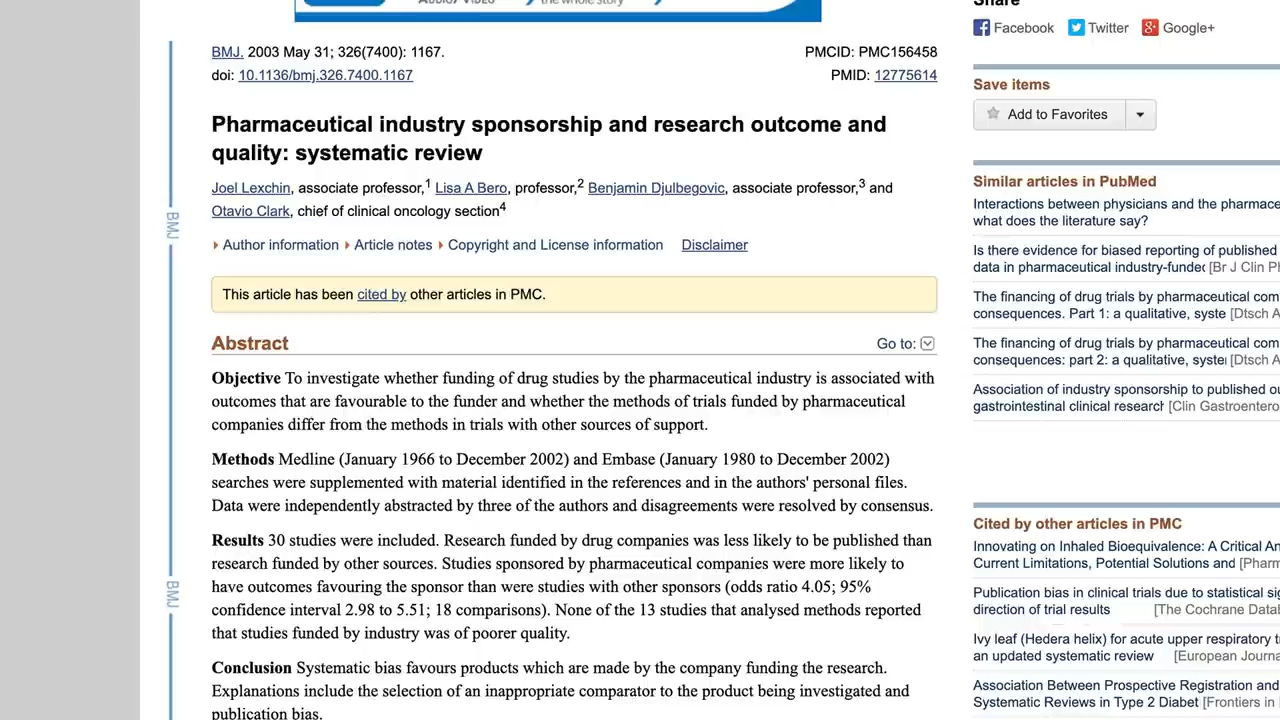 the whole story
BMJ. 2003 May 31; 326(7400): 1167.
PMCID: PMC156458
doi: 10.1136/bmj.326.7400.1167
PMID: 12775614
Pharmaceutical industry sponsorship and research outcome and
quality: systematic review
Joel Lexchin, associate professor,1 Lisa A Bero, professor,2 Benjamin Djulbegovic, associate professor,3 and
Otavio Clark, chief of clinical oncology section4
Author information Article notes Copyright and License information Disclaimer
This article has been cited by other articles in PMC.
Abstract
Go to:
Objective To investigate whether funding of drug studies by the pharmaceutical industry is associated with
outcomes that are favourable to the funder and whether the methods of trials funded by pharmaceutical
companies differ from the methods in trials with other sources of support.
Methods Medline (January 1966 to December 2002) and Embase (January 1980 to December 2002)
searches were supplemented with material identified in the references and in the authors' personal files.
Data were independently abstracted by three of the authors and disagreements were resolved by consensus.
Results 30 studies were included. Research funded by drug companies was less likely to be published than
research funded by other sources. Studies sponsored by pharmaceutical companies were more likely to
have outcomes favouring the sponsor than were studies with other sponsors (odds ratio 4.05; 95%
confidence interval 2.98 to 5.51; 18 comparisons). None of the 13 studies that analysed methods reported
that studies funded by industry was of poorer quality.
Conclusion Systematic bias favours products which are made by the company funding the research.
Explanations include the selection of an inappropriate comparator to the product being investigated and
publication bias.
BMJ
BMJ
Share
Facebook Twitter Google+
Save items
Add to Favorites
Similar articles in PubMed
Interactions between physicians and the pharmace
what does the literature say?
Is there evidence for biased reporting of published
data in pharmaceutical industry-funded [Br J Clin Ph
The financing of drug trials by pharmaceutical com
consequences. Part 1: a qualitative, syste [Dtsch A
The financing of drug trials by pharmaceutical com
consequences: part 2: a qualitative, syste [Dtsch A
Association of industry sponsorship to published ou
gastrointestinal clinical research [Clin Gastroentero
Cited by other articles in PMC
Innovating on Inhaled Bioequivalence: A Critical An
Current Limitations, Potential Solutions and [Pharm
Publication bias in clinical trials due to statistical sig
direction of trial results [The Cochrane Datab
Ivy leaf (Hedera helix) for acute upper respiratory t
an updated systematic review [European Journa
Association Between Prospective Registration and
Systematic Reviews in Type 2 Diabet [Frontiers in